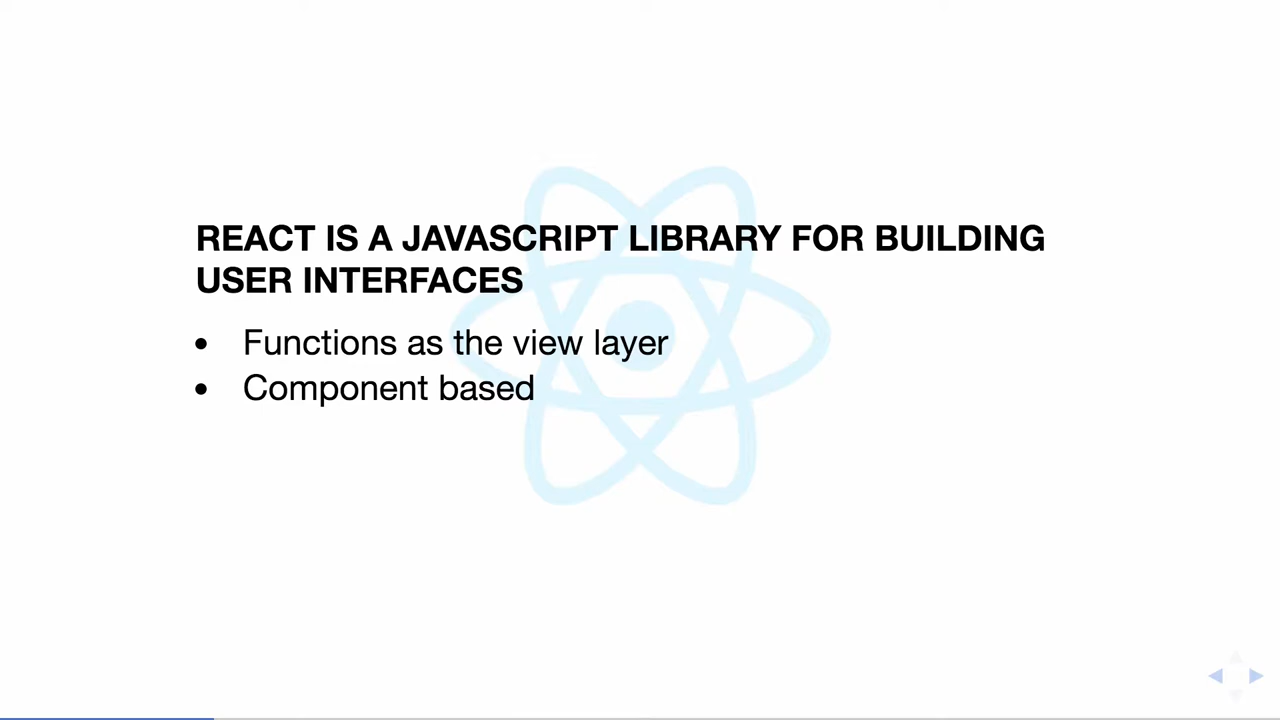 REACT IS A JAVASCRIPT LIBRARY FOR BUILDING
USER INTERFACES
• Functions as the view layer
• Component based